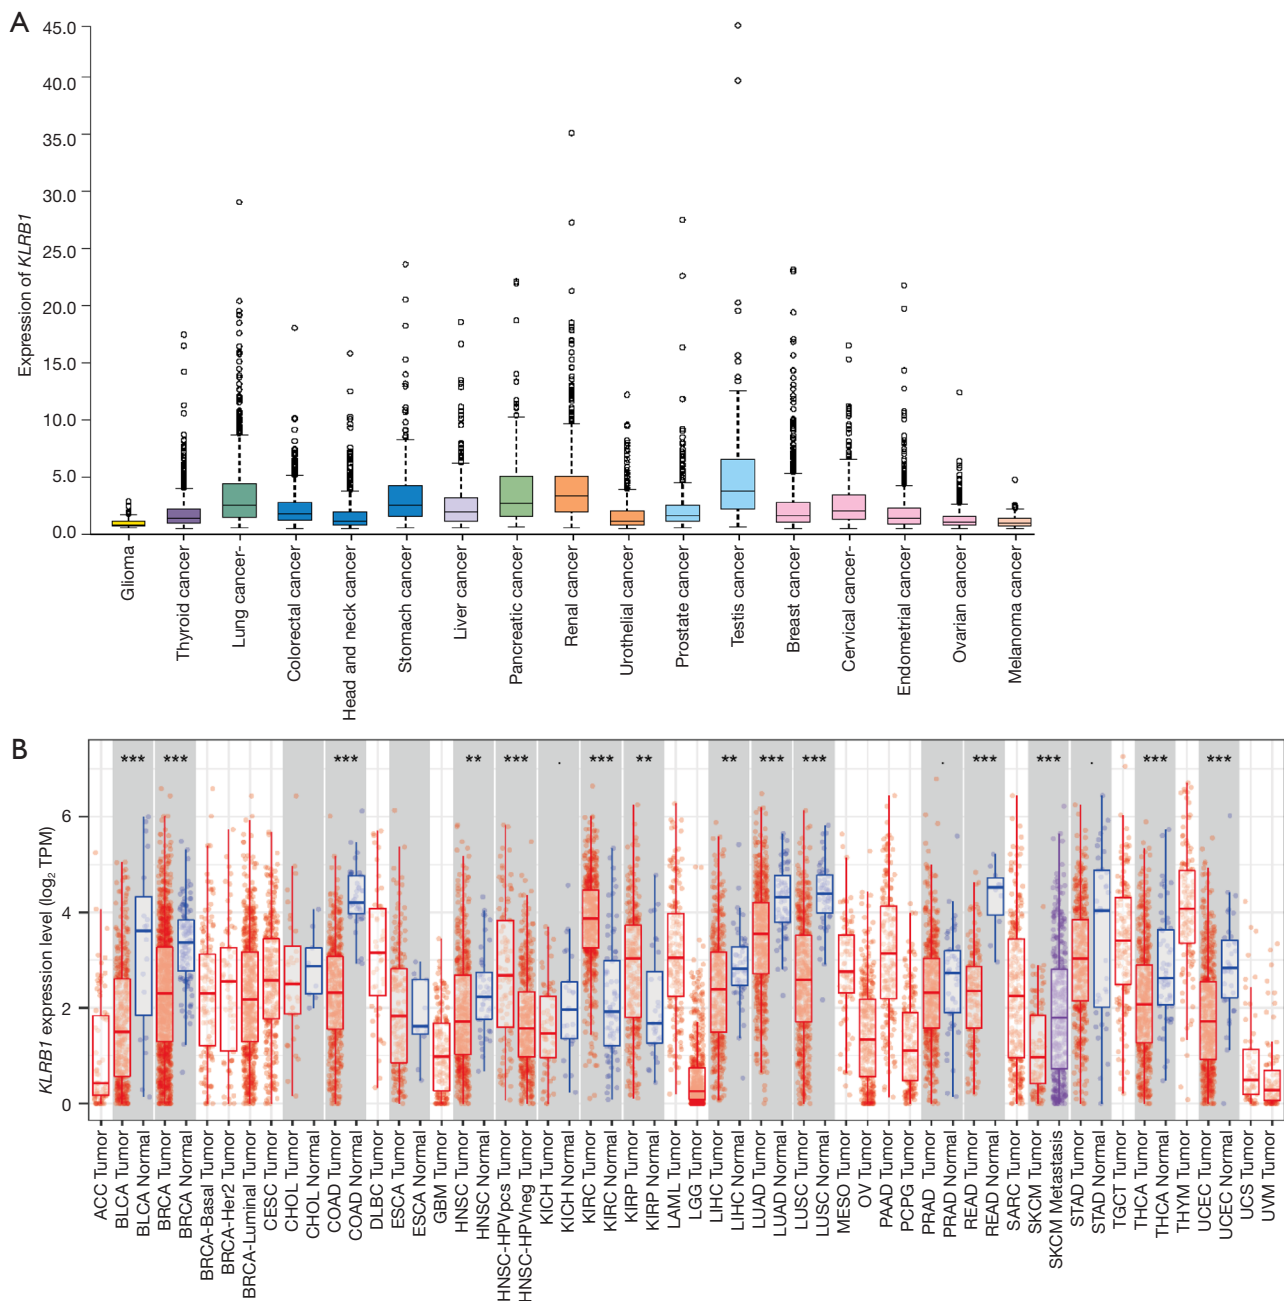 A
Expression of KLRB1
45.0
40.0
35.0
30.0
25.0
20.0
15.0
10.0
5.0
0.0
Glioma
Thyroid cancer
Lung cancer-
Colorectal cancer
Head and neck cancer
Stomach cancer
Liver cancer
Pancreatic cancer
Renal cancer
Urothelial cancer
Prostate cancer
Testis cancer
Breast cancer
Cervical cancer-
Endometrial cancer
Ovarian cancer
Melanoma cancer
B
KLRB1 expression level (log₂ TPM)
6
4
2
0
*** *** *** ** *** . *** ** ** *** *** . *** *** . *** ***
ACC Tumor
BLCA Tumor
BLCA Normal
BRCA Tumor
BRCA Normal
BRCA-Basal Tumor
BRCA-Her2 Tumor
BRCA-Luminal Tumor
CESC Tumor
CHOL Tumor
CHOL Normal
COAD Tumor
COAD Normal
DLBC Tumor
ESCA Tumor
ESCA Normal
GBM Tumor
HNSC Tumor
HNSC Normal
HNSC-HPVpcs Tumor
HNSC-HPVneg Tumor
KICH Tumor
KICH Normal
KIRC Tumor
KIRC Normal
KIRP Tumor
KIRP Normal
LAML Tumor
LGG Tumor
LIHC Tumor
LIHC Normal
LUAD Tumor
LUAD Normal
LUSC Tumor
LUSC Normal
MESO Tumor
OV Tumor
PAAD Tumor
PCPG Tumor
PRAD Tumor
PRAD Normal
READ Tumor
READ Normal
SARC Tumor
SKCM Tumor
SKCM Metastasis
STAD Tumor
STAD Normal
TGCT Tumor
THCA Tumor
THCA Normal
THYM Tumor
UCEC Tumor
UCEC Normal
UCS Tumor
UVM Tumor